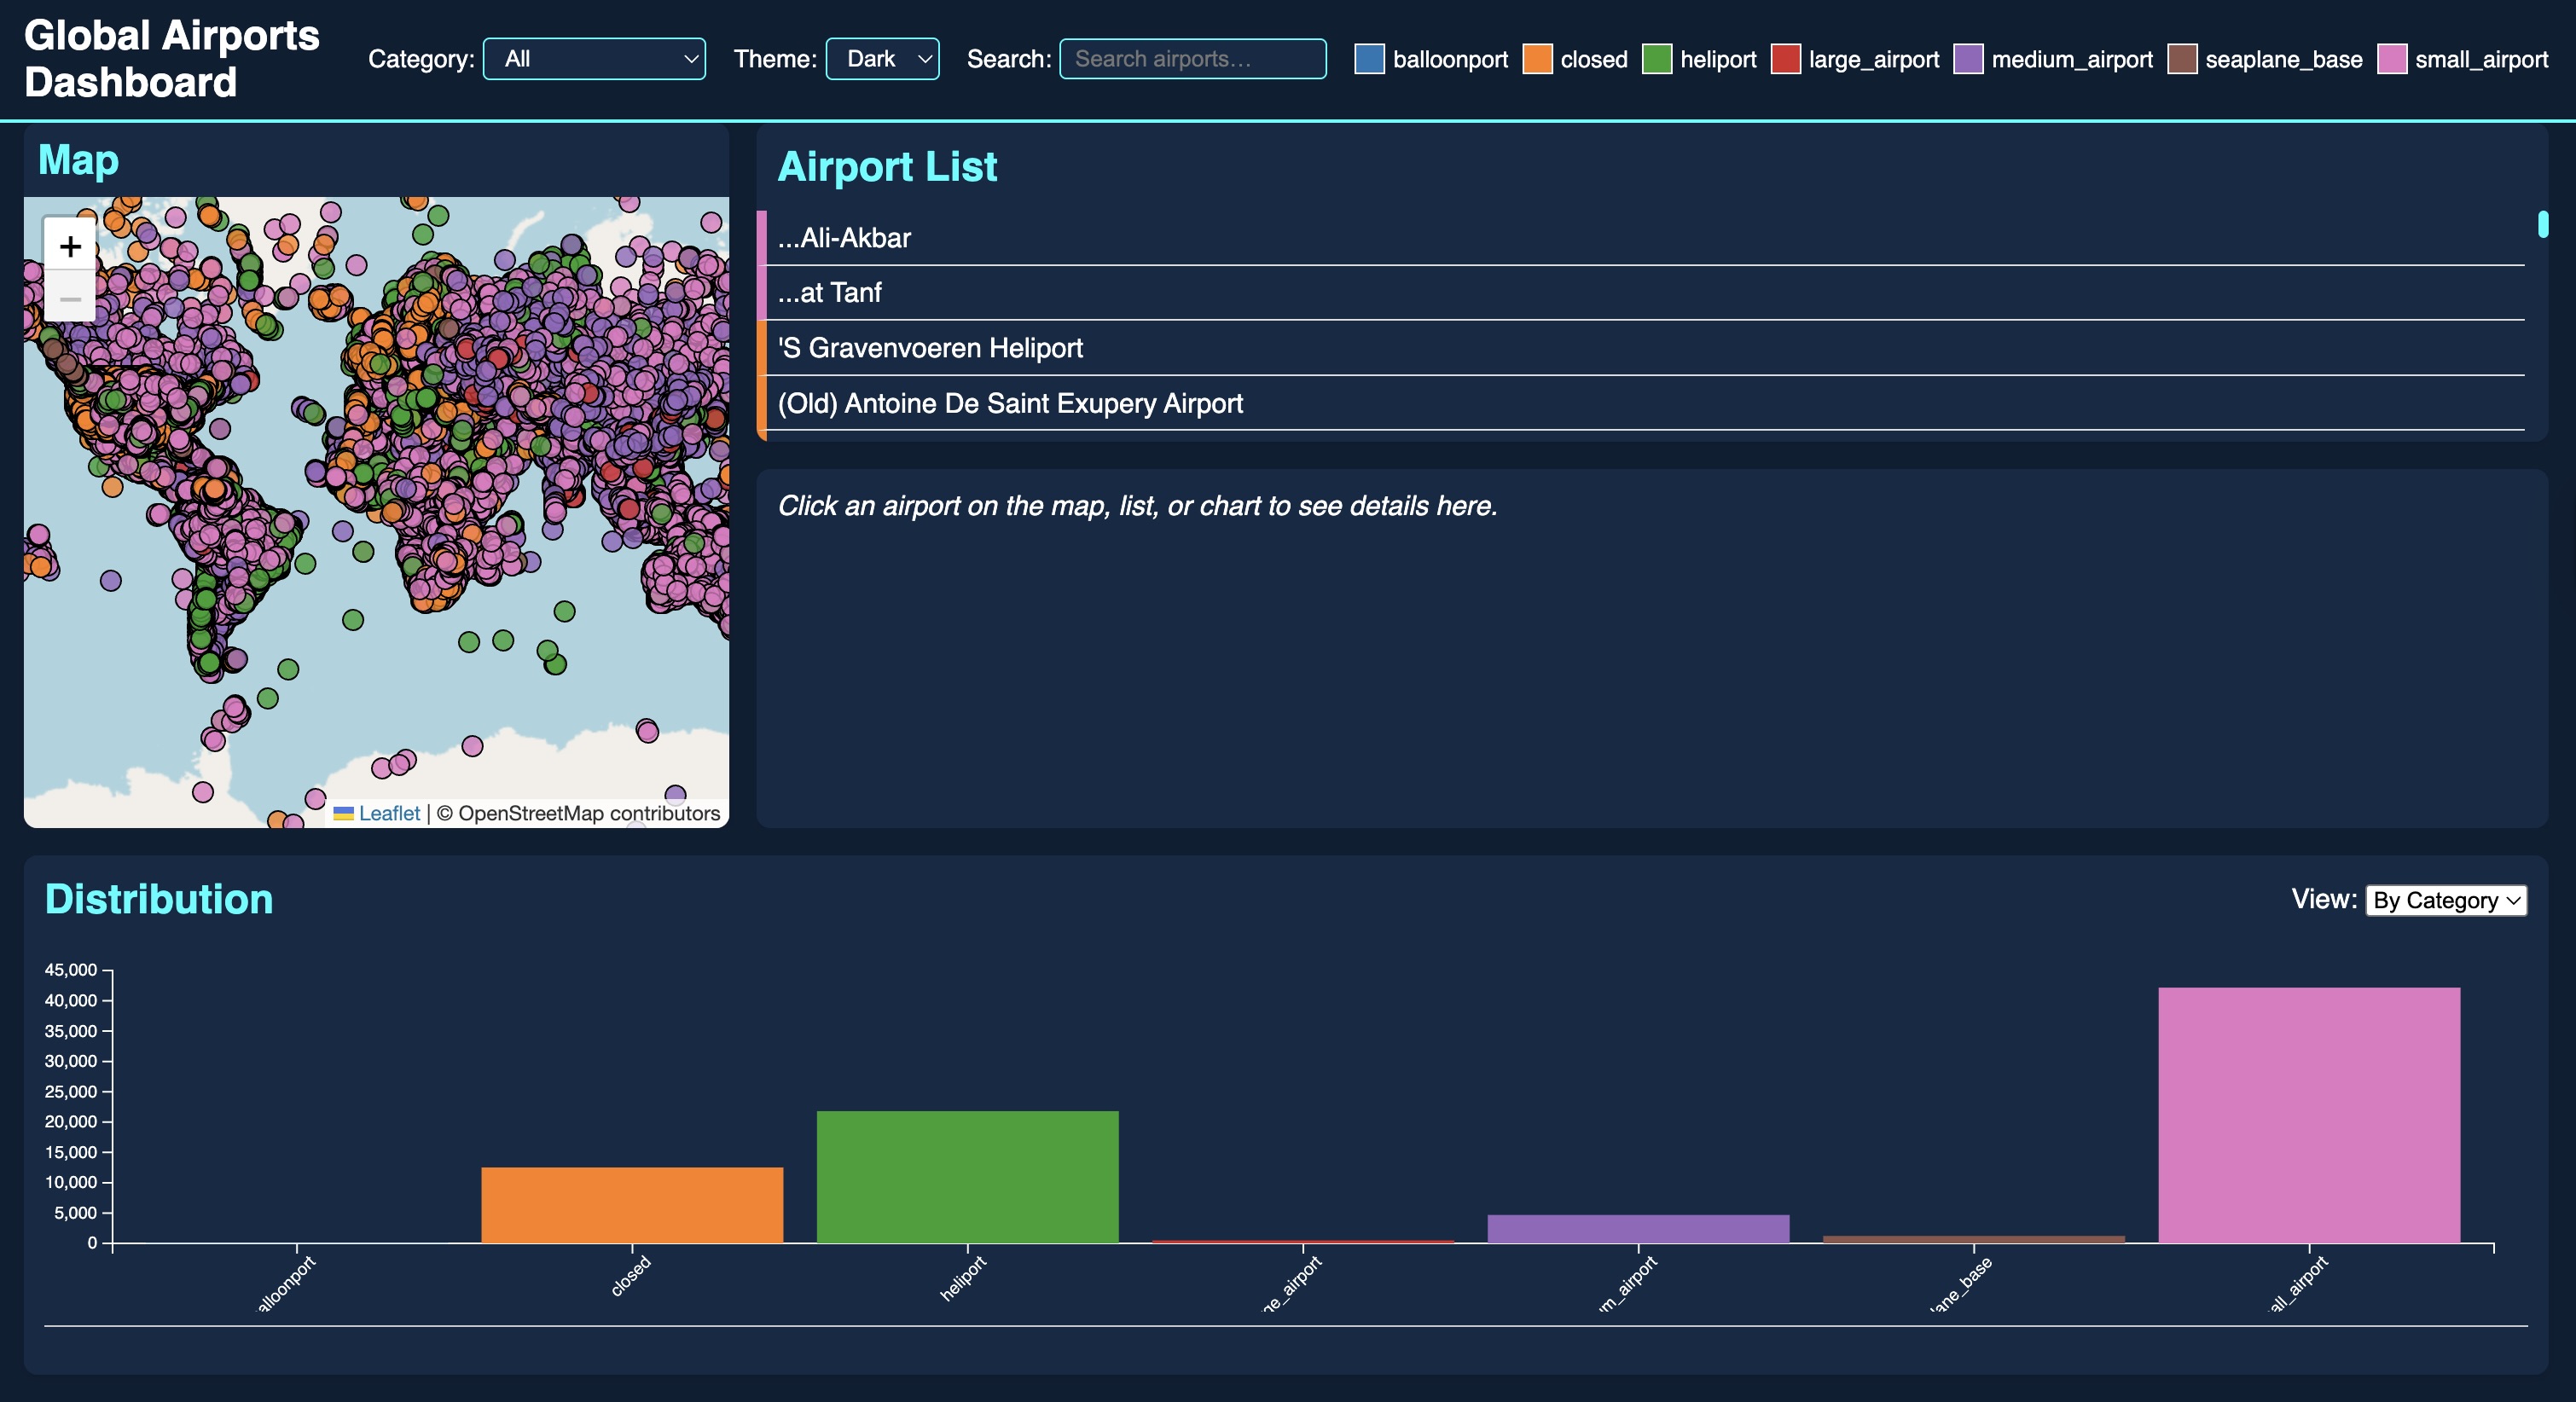 Global Airports
Dashboard
Category: All
Theme: Dark
Search: Search airports...
balloonport closed heliport large_airport medium_airport seaplane_base small_airport
Map
+
−
Leaflet | © OpenStreetMap contributors
Airport List
...Ali-Akbar
...at Tanf
'S Gravenvoeren Heliport
(Old) Antoine De Saint Exupery Airport
Click an airport on the map, list, or chart to see details here.
Distribution
View: By Category
45,000
40,000
35,000
30,000
25,000
20,000
15,000
10,000
5,000
0
alloonport
closed
heliport
ge_airport
m_airport
lane_base
all_airport